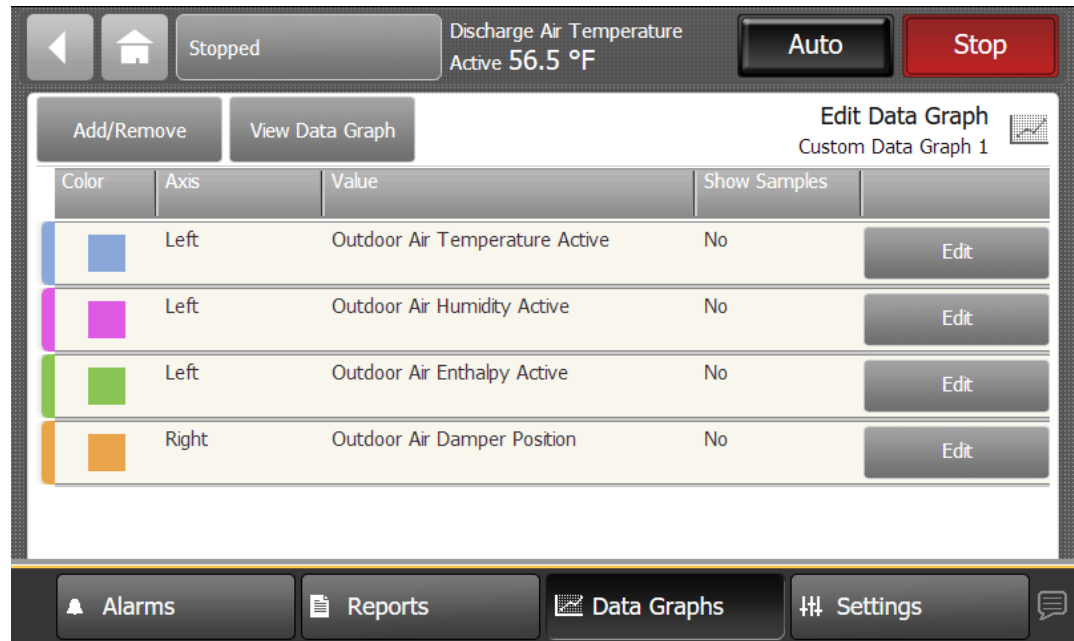 Stopped
Discharge Air Temperature
Active 56.5 °F
Auto
Stop
Add/Remove
View Data Graph
Edit Data Graph
Custom Data Graph 1
Color Axis Value Show Samples
Left Outdoor Air Temperature Active No Edit
Left Outdoor Air Humidity Active No Edit
Left Outdoor Air Enthalpy Active No Edit
Right Outdoor Air Damper Position No Edit
Alarms Reports Data Graphs Settings